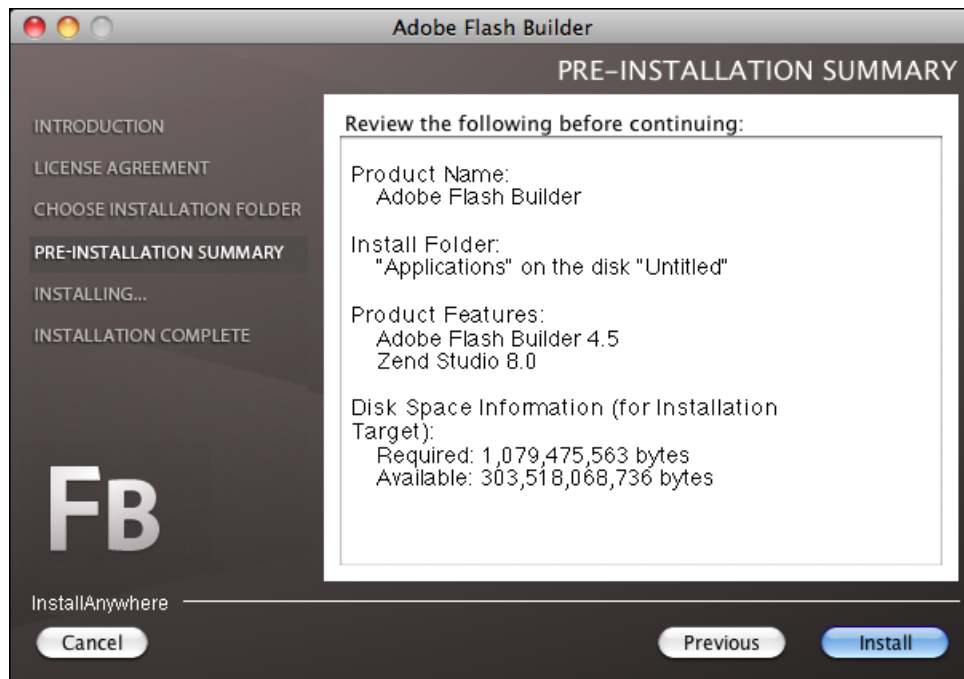 Adobe Flash Builder
PRE-INSTALLATION SUMMARY
INTRODUCTION
LICENSE AGREEMENT
CHOOSE INSTALLATION FOLDER
PRE-INSTALLATION SUMMARY
INSTALLING...
INSTALLATION COMPLETE
FB
Review the following before continuing:
Product Name:
Adobe Flash Builder
Install Folder:
"Applications" on the disk "Untitled"
Product Features:
Adobe Flash Builder 4.5
Zend Studio 8.0
Disk Space Information (for Installation
Target):
Required: 1,079,475,563 bytes
Available: 303,518,068,736 bytes
InstallAnywhere
Cancel
Previous
Install